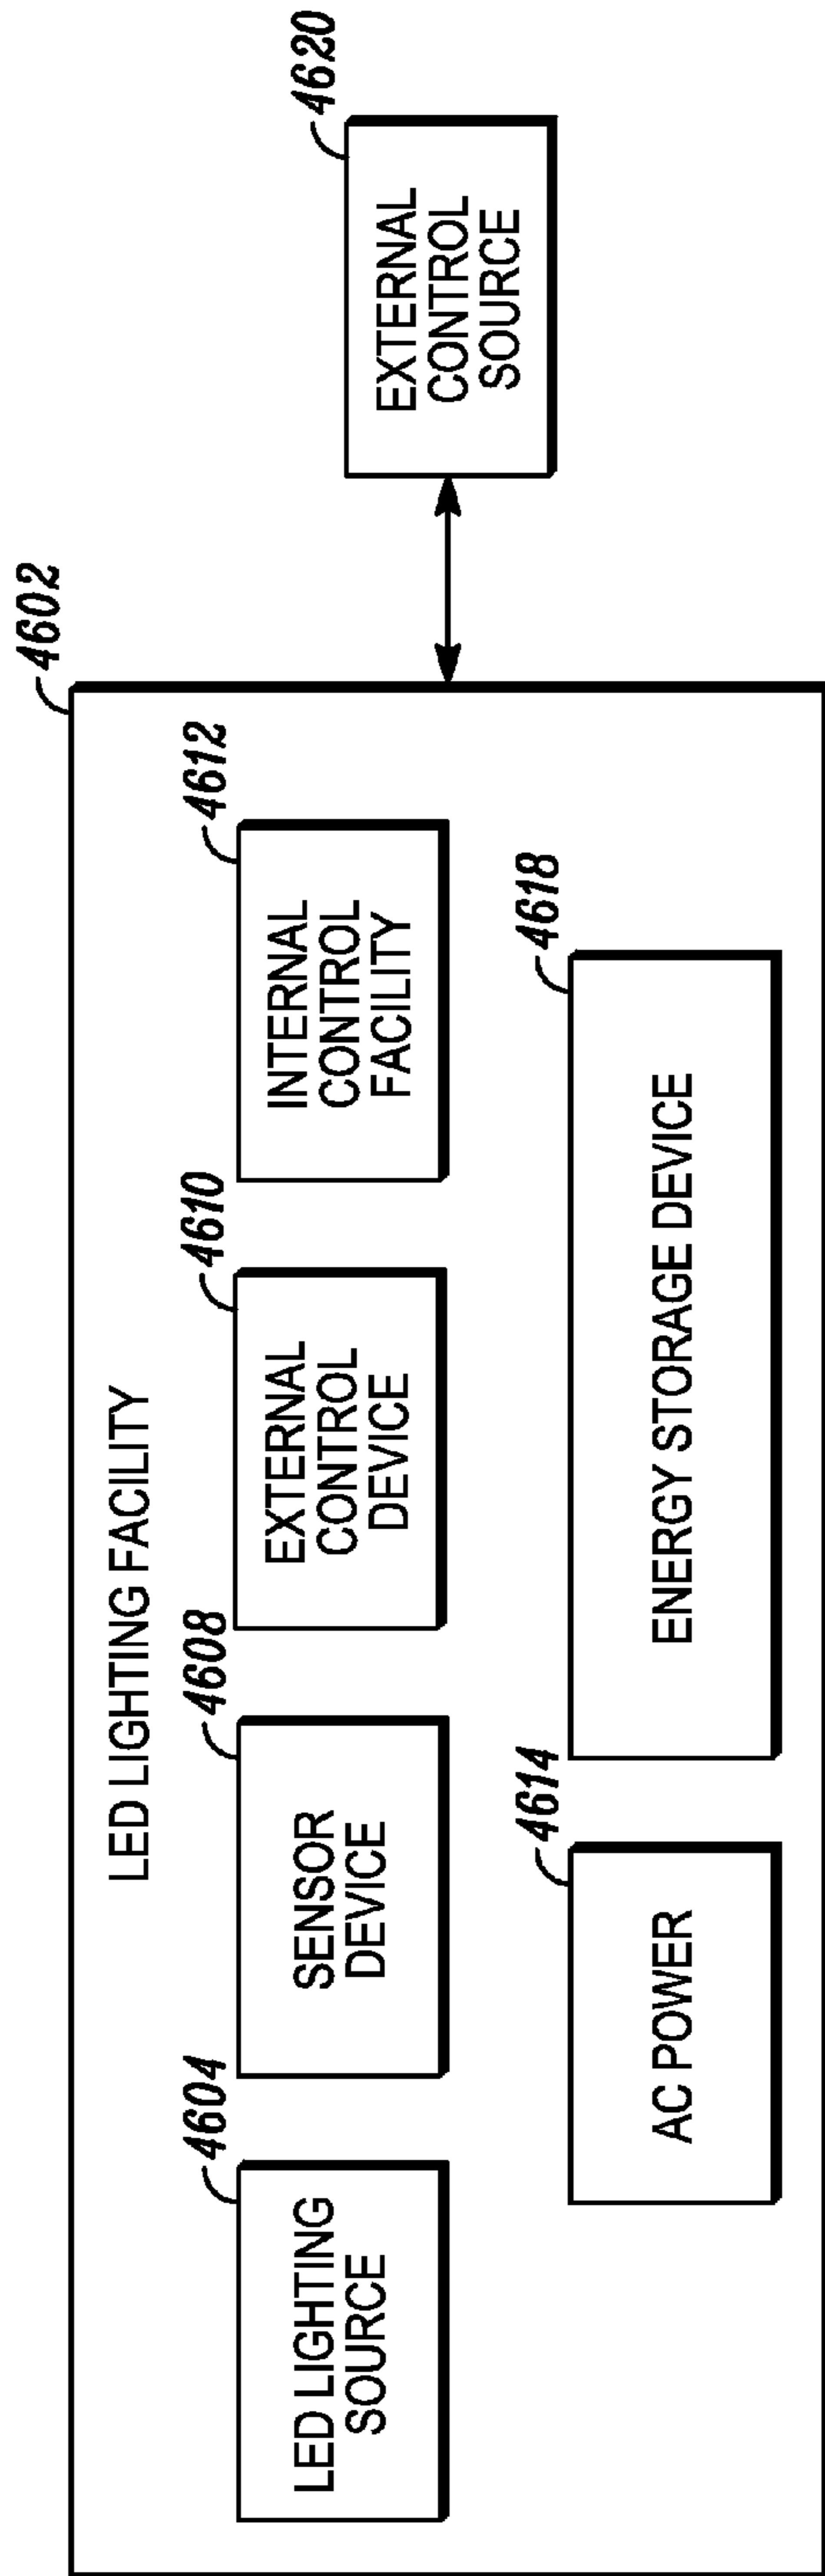 4602
LED LIGHTING FACILITY
4604
LED LIGHTING
SOURCE
4608
SENSOR
DEVICE
4610
EXTERNAL
CONTROL
DEVICE
4612
INTERNAL
CONTROL
FACILITY
4614
AC POWER
4618
ENERGY STORAGE DEVICE
4620
EXTERNAL
CONTROL
SOURCE